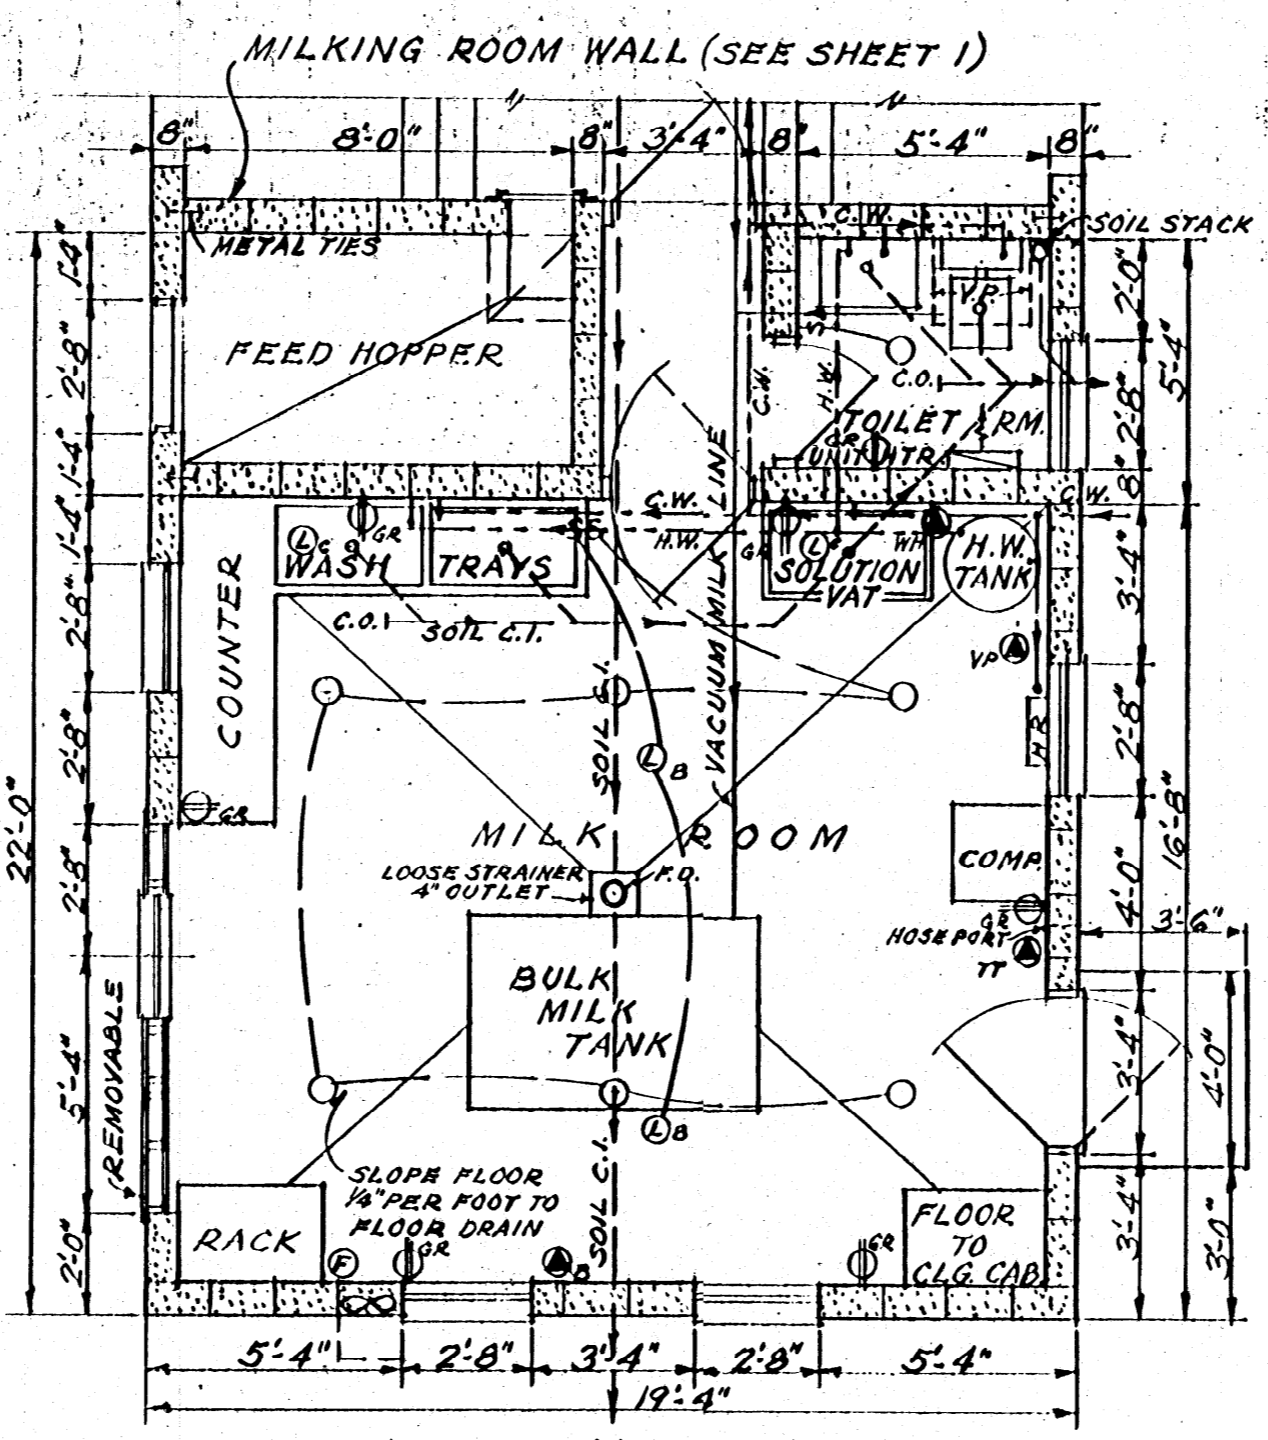 MILKING ROOM WALL (SEE SHEET 1)
8" 8'-0" 8" 3'-4" 8" 5'-4" 8"
C.W.
SOIL STACK
METAL TIES
1'-4"
2'-0"
V.P.
S
FEED HOPPER
2'-8"
5'-4"
C.O.
C.W.
H.W.
2'-8"
TOILET RM.
GR
UNIT HTR.
1'-4"
8"
C.W.
C.W.
H.W.
S.S.
1'-4"
GR
L C
WASH TRAYS
GR
L C
WH
SOLUTION
VAT
H.W.
TANK
3'-4"
C.O.
SOIL C.I.
2'-8"
COUNTER
VP
SOIL C.I.
VACUUM MILK LINE
2'-8"
HR
L B
2'-8"
GR
22'-0"
16'-8"
MILK ROOM
2'-8"
COMP.
4'-0"
LOOSE STRAINER
4" OUTLET
F.D.
GR
HOSE PORT
TT
3'-6"
BULK
MILK
TANK
REMOVABLE
5'-4"
3'-4"
4'-0"
L B
SLOPE FLOOR
1/4" PER FOOT TO
FLOOR DRAIN
SOIL C.I.
RACK
F
GR
B
GR
FLOOR
TO
CLG. CAB.
2'-0"
3'-4"
3'-0"
5'-4" 2'-8" 3'-4" 2'-8" 5'-4"
19'-4"